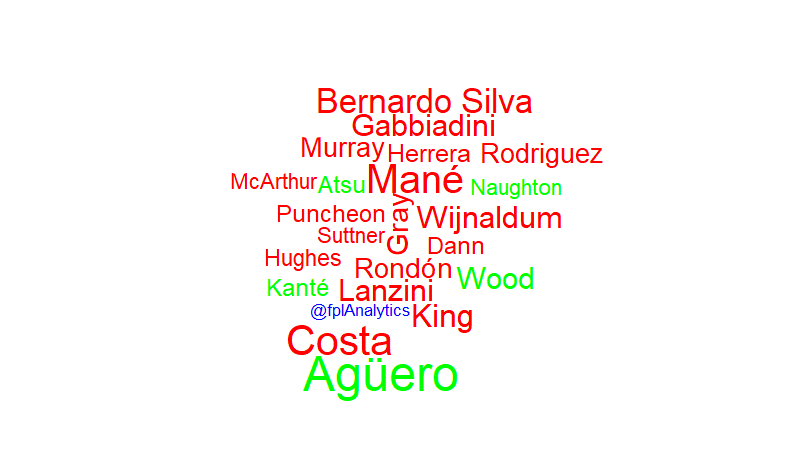 Bernardo Silva
Gabbiadini
Murray Herrera Rodriguez
McArthur Atsu Mané Naughton
Puncheon Gray Wijnaldum
Suttner Dann
Hughes Rondón Wood
Kanté Lanzini
@fplAnalytics King
Costa
Agüero